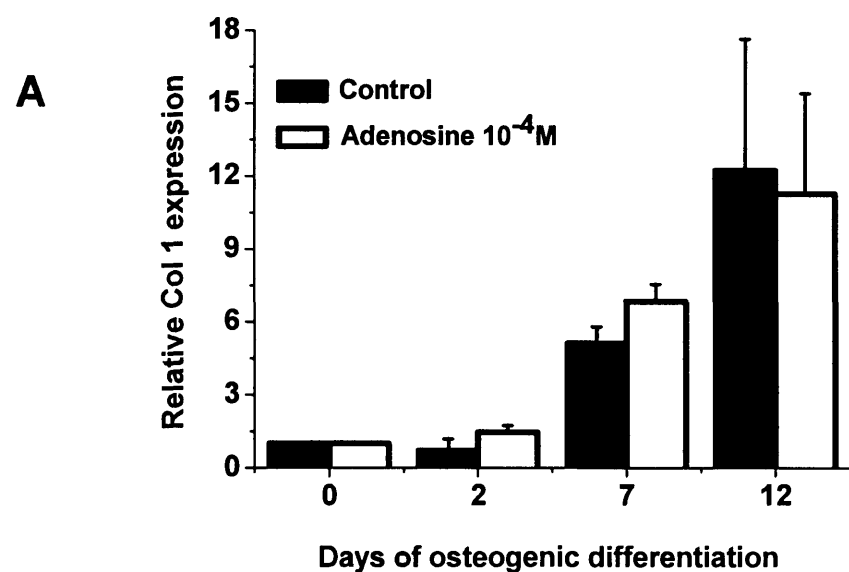 A
Relative Col 1 expression
18
15
12
9
6
3
0
Control
Adenosine 10⁻⁴M
0 2 7 12
Days of osteogenic differentiation